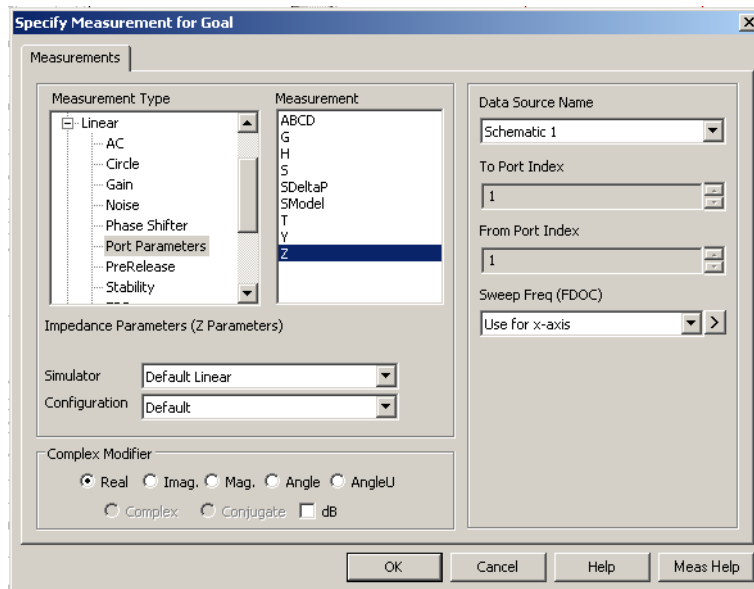 Specify Measurement for Goal
Measurements
Measurement Type
Linear
AC
Circle
Gain
Noise
Phase Shifter
Port Parameters
PreRelease
Stability
Measurement
ABCD
G
H
S
SDeltaP
SModel
T
Y
Z
Impedance Parameters (Z Parameters)
Simulator Default Linear
Configuration Default
Complex Modifier
Real Imag. Mag. Angle AngleU
Complex Conjugate dB
Data Source Name
Schematic 1
To Port Index
1
From Port Index
1
Sweep Freq (FDOC)
Use for x-axis >
OK Cancel Help Meas Help